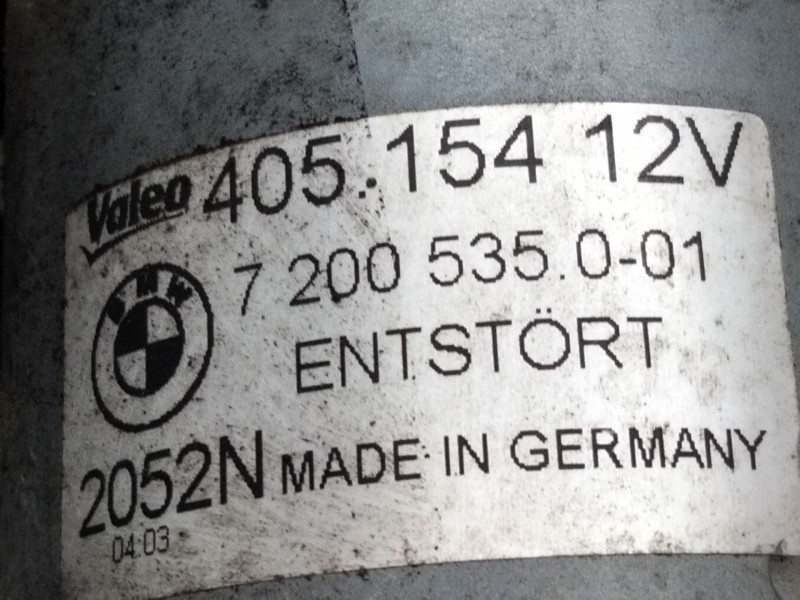 Valeo 405.154 12V
BMW 7 200 535.0-01
ENTSTÖRT
2052N MADE IN GERMANY
04:03